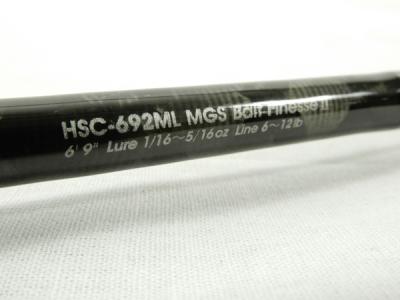 HSC-692ML MGS Bait Finesse II
6' 9" Lure 1/16~5/16oz Line 6~12lb